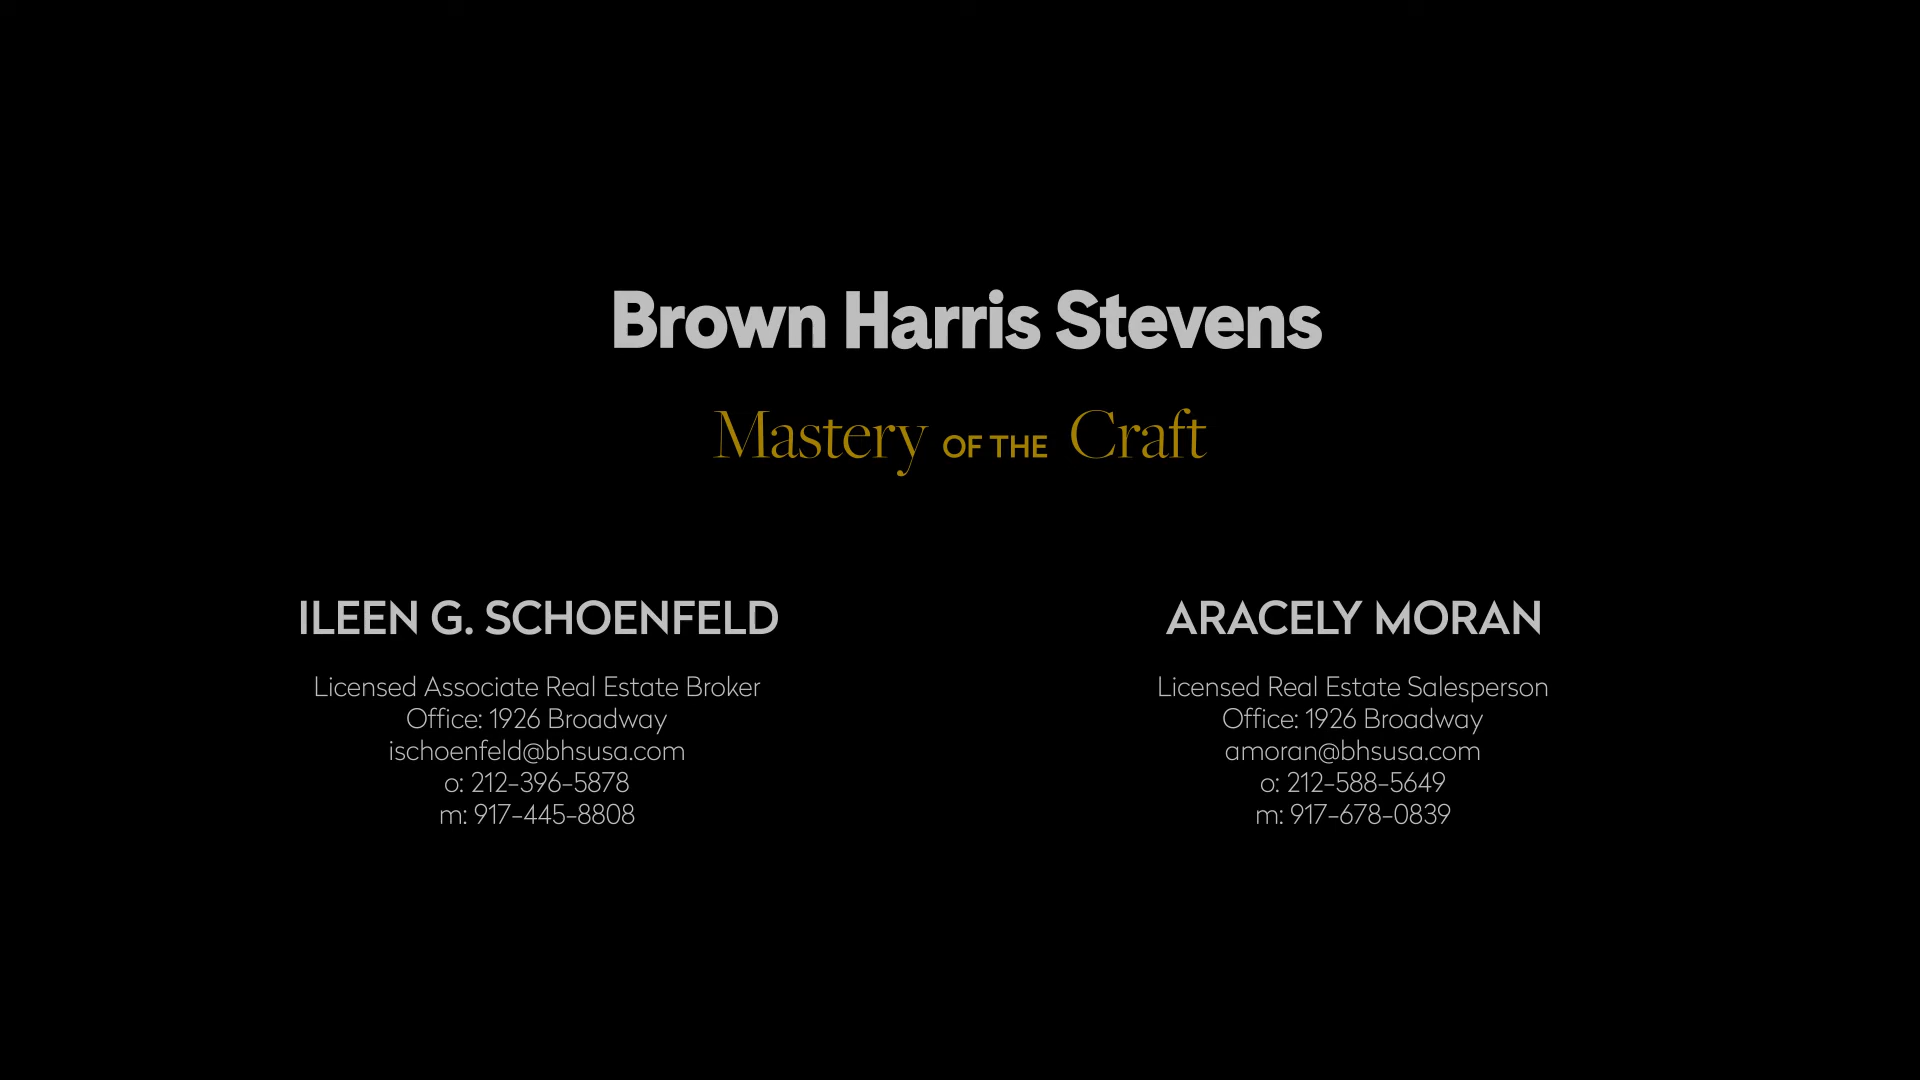 Brown Harris Stevens
Mastery OF THE Craft
ILEEN G. SCHOENFELD
Licensed Associate Real Estate Broker
Office: 1926 Broadway
ischoenfeld@bhsusa.com
o: 212-396-5878
m: 917-445-8808
ARACELY MORAN
Licensed Real Estate Salesperson
Office: 1926 Broadway
amoran@bhsusa.com
o: 212-588-5649
m: 917-678-0839